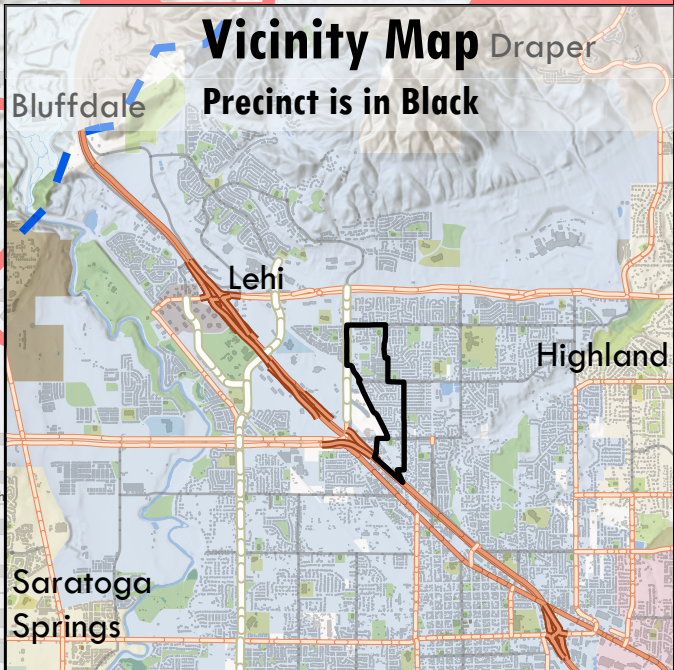 Vicinity Map
Draper
Bluffdale
Precinct is in Black
Lehi
Highland
Saratoga
Springs